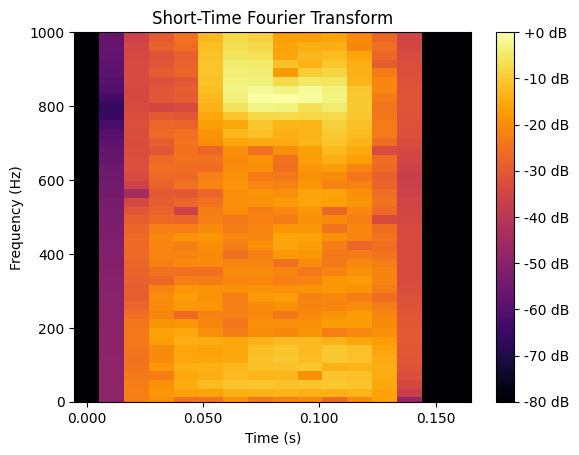 Short-Time Fourier Transform
1000
800
600
400
200
0
Frequency (Hz)
0.000
0.050
0.100
0.150
Time (s)
+0 dB
-10 dB
-20 dB
-30 dB
-40 dB
-50 dB
-60 dB
-70 dB
-80 dB